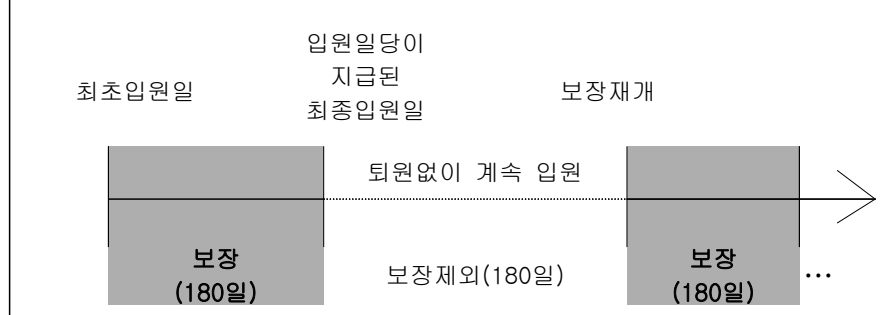 최초입원일
입원일당이
지급된
최종입원일
보장재개
퇴원없이 계속 입원
보장
(180일)
보장제외(180일)
보장
(180일)
…